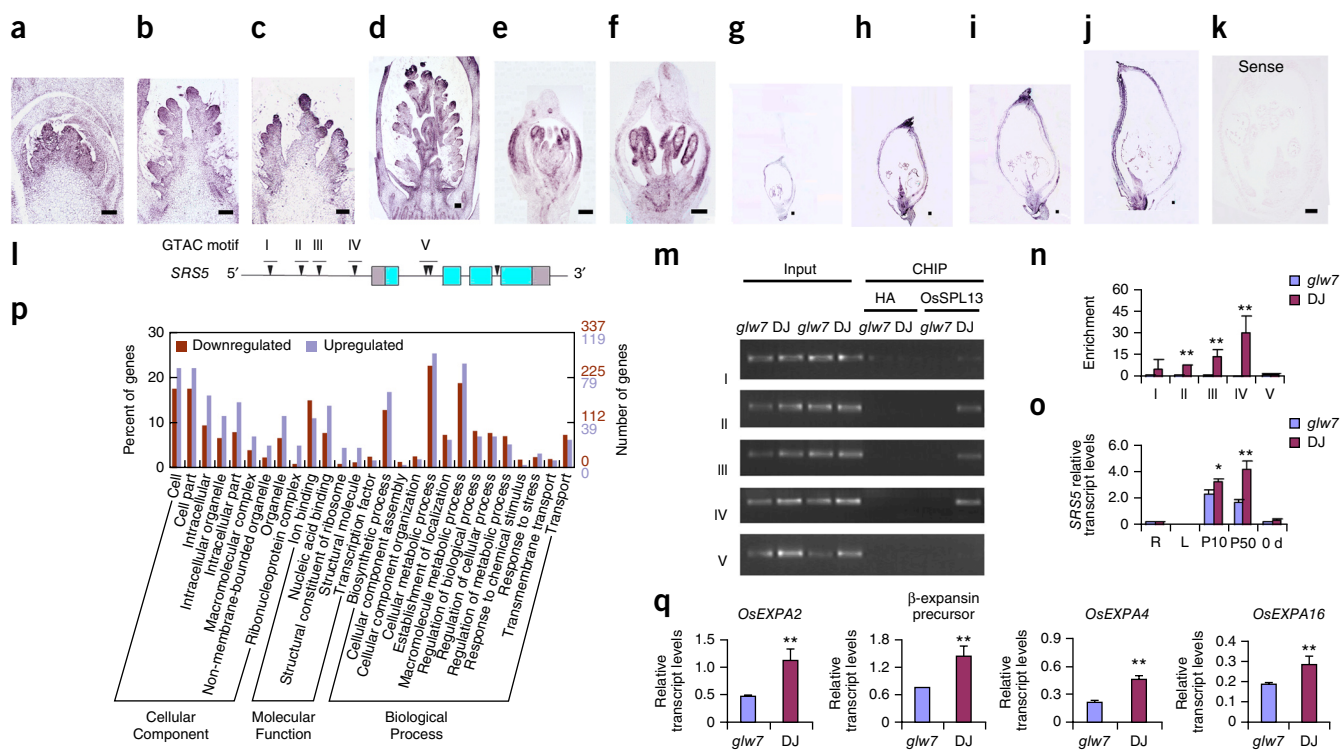 a b c d e f g h i j k
Sense
l
GTAC motif I II III IV V
SRS5 5′ 3′
m
Input CHIP
HA OsSPL13
glw7 DJ glw7 DJ glw7 DJ glw7 DJ
I
II
III
IV
V
n
glw7
DJ
Enrichment
60
45
30
15
0
** ** **
I II III IV V
o
glw7
DJ
SRS5 relative
transcript levels
6.0
4.0
2.0
0
* **
R L P10 P50 0 d
p
Percent of genes
30
20
10
0
Downregulated Upregulated
337
119
225
79
112
39
0
0
Number of genes
Cell
Cell part
Intracellular
Intracellular organelle
Intracellular part
Macromolecular complex
Non-membrane-bounded organelle
Organelle
Ribonucleoprotein complex
Ion binding
Nucleic acid binding
Structural constituent of ribosome
Structural molecule
Transcription factor
Biosynthetic process
Cellular component assembly
Cellular component organization
Cellular metabolic process
Establishment of localization
Macromolecule metabolic process
Regulation of biological process
Regulation of cellular process
Regulation of metabolic process
Response to chemical stimulus
Response to stress
Transmembrane transport
Transport
Cellular
Component
Molecular
Function
Biological
Process
q
OsEXPA2
Relative
transcript levels
1.5
1.0
0.5
0
**
glw7 DJ
β-expansin
precursor
Relative
transcript levels
1.8
1.2
0.6
0
**
glw7 DJ
OsEXPA4
Relative
transcript levels
0.9
0.6
0.3
0
**
glw7 DJ
OsEXPA16
Relative
transcript levels
0.4
0.3
0.2
0.1
0
**
glw7 DJ